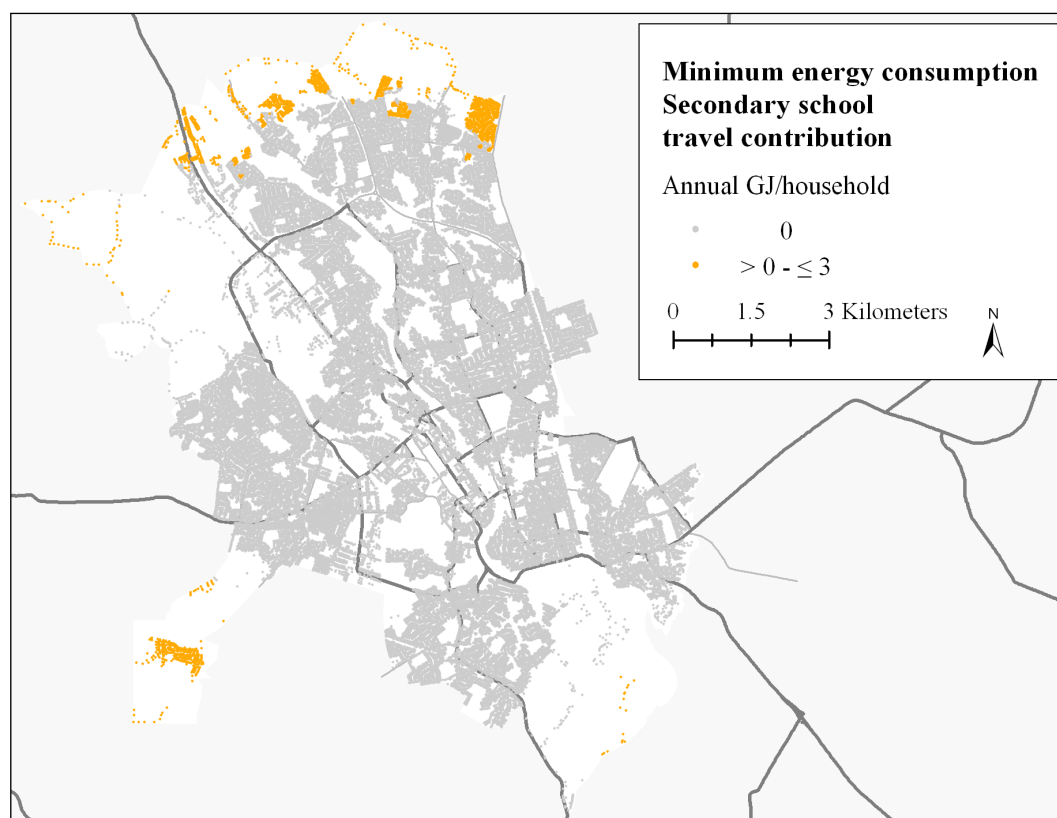 Minimum energy consumption
Secondary school
travel contribution
Annual GJ/household
0
> 0 - ≤ 3
0 1.5 3 Kilometers
N